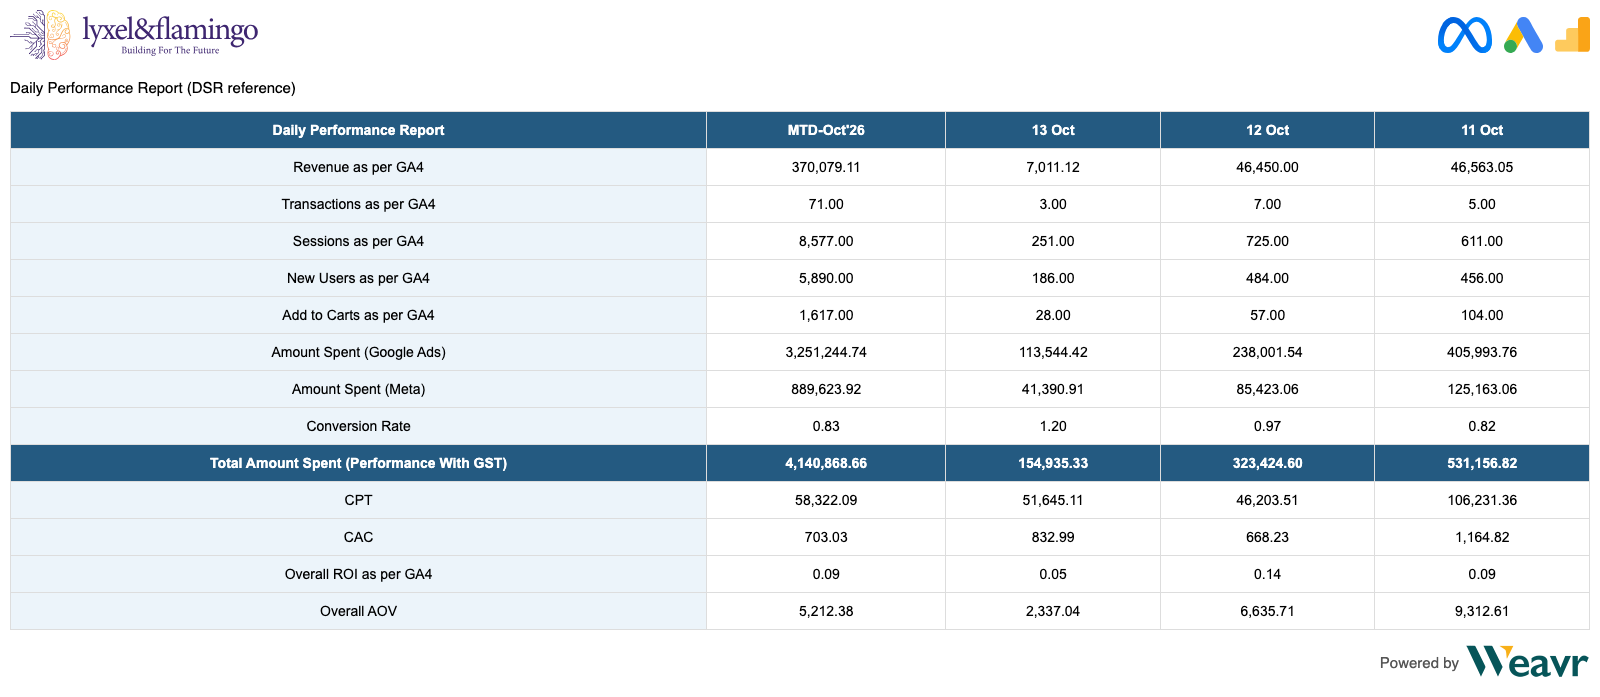 lyxel&flamingo
Building For The Future
Daily Performance Report (DSR reference)
Daily Performance Report MTD-Oct'26 13 Oct 12 Oct 11 Oct
Revenue as per GA4 370,079.11 7,011.12 46,450.00 46,563.05
Transactions as per GA4 71.00 3.00 7.00 5.00
Sessions as per GA4 8,577.00 251.00 725.00 611.00
New Users as per GA4 5,890.00 186.00 484.00 456.00
Add to Carts as per GA4 1,617.00 28.00 57.00 104.00
Amount Spent (Google Ads) 3,251,244.74 113,544.42 238,001.54 405,993.76
Amount Spent (Meta) 889,623.92 41,390.91 85,423.06 125,163.06
Conversion Rate 0.83 1.20 0.97 0.82
Total Amount Spent (Performance With GST) 4,140,868.66 154,935.33 323,424.60 531,156.82
CPT 58,322.09 51,645.11 46,203.51 106,231.36
CAC 703.03 832.99 668.23 1,164.82
Overall ROI as per GA4 0.09 0.05 0.14 0.09
Overall AOV 5,212.38 2,337.04 6,635.71 9,312.61
Powered by Weavr